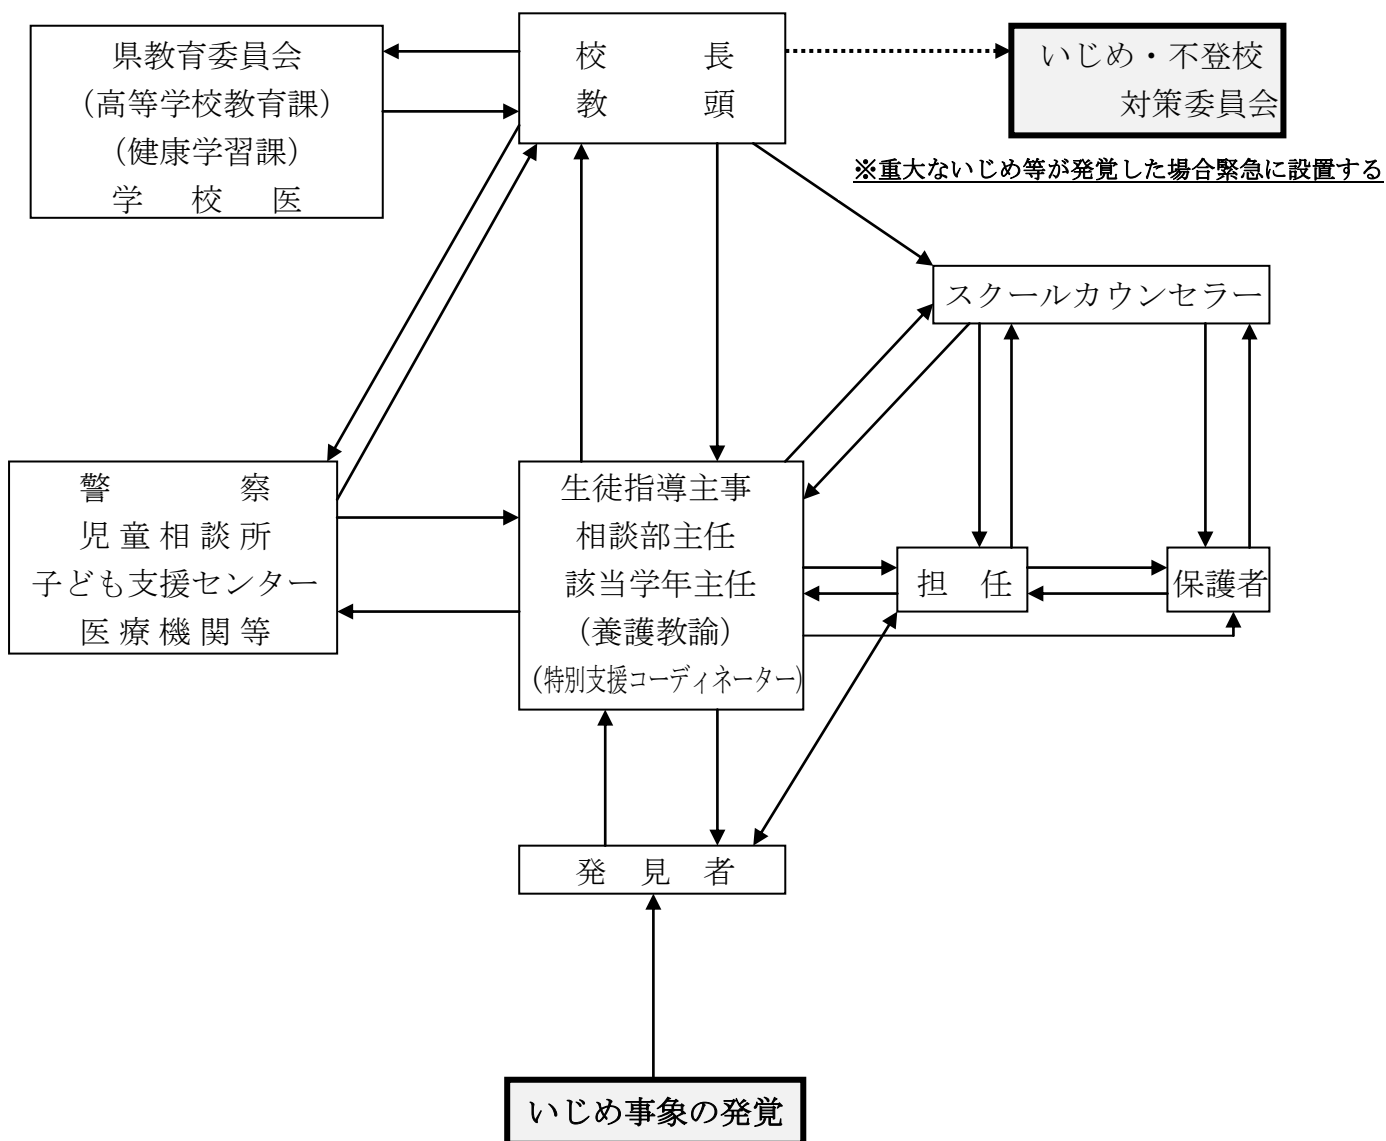 県教育委員会
（高等学校教育課）
（健康学習課）
学　校　医
校　　　長
教　　　頭
いじめ・不登校
対策委員会
※重大ないじめ等が発覚した場合緊急に設置する
スクールカウンセラー
警　　　　察
児 童 相 談 所
子ども支援センター
医 療 機 関 等
生徒指導主事
相談部主任
該当学年主任
（養護教諭）
（特別支援コーディネーター）
担　任
保護者
発　見　者
いじめ事象の発覚